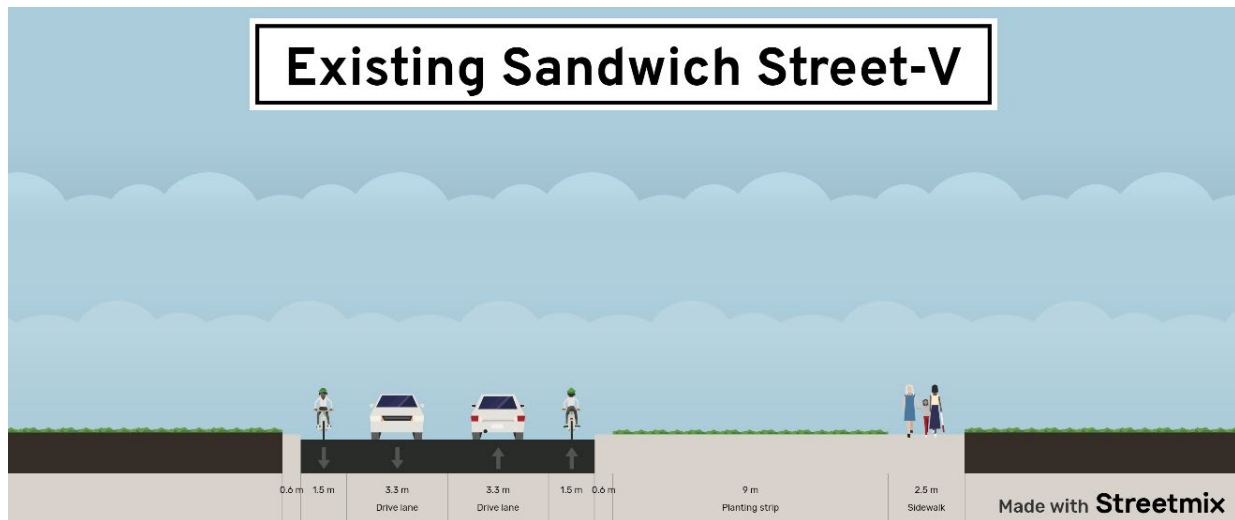 Existing Sandwich Street-V
0.6 m 1.5 m 3.3 m 3.3 m 1.5 m 0.6 m 9 m 2.5 m
Drive lane Drive lane Planting strip Sidewalk
Made with Streetmix